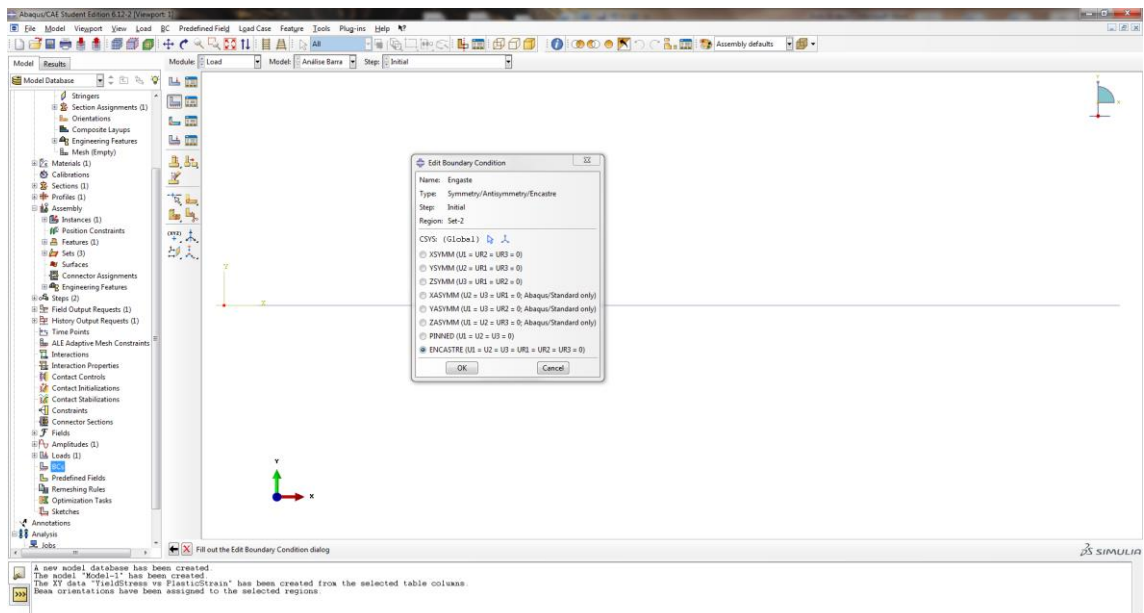 Abaqus/CAE Student Edition 6.12-2 [Viewport: 1]
File Model Viewport View Load BC Predefined Field Load Case Feature Tools Plug-ins Help
All
Assembly defaults
Model Results
Module: Load Model: Análise Barra Step: Initial
Model Database
Stringers
Section Assignments (1)
Orientations
Composite Layups
Engineering Features
Mesh (Empty)
Materials (1)
Calibrations
Sections (1)
Profiles (1)
Assembly
Instances (1)
Position Constraints
Features (1)
Sets (3)
Surfaces
Connector Assignments
Engineering Features
Steps (2)
Field Output Requests (1)
History Output Requests (1)
Time Points
ALE Adaptive Mesh Constraints
Interactions
Interaction Properties
Contact Controls
Contact Initializations
Contact Stabilizations
Constraints
Connector Sections
Fields
Amplitudes (1)
Loads (1)
BCs
Predefined Fields
Remeshing Rules
Optimization Tasks
Sketches
Annotations
Analysis
Jobs
(XYZ)
Edit Boundary Condition
Name: Engaste
Type: Symmetry/Antisymmetry/Encastre
Step: Initial
Region: Set-2
CSYS: (Global)
XSYMM (U1 = UR2 = UR3 = 0)
YSYMM (U2 = UR1 = UR3 = 0)
ZSYMM (U3 = UR1 = UR2 = 0)
XASYMM (U2 = U3 = UR1 = 0; Abaqus/Standard only)
YASYMM (U1 = U3 = UR2 = 0; Abaqus/Standard only)
ZASYMM (U1 = U2 = UR3 = 0; Abaqus/Standard only)
PINNED (U1 = U2 = U3 = 0)
ENCASTRE (U1 = U2 = U3 = UR1 = UR2 = UR3 = 0)
OK Cancel
Y
X
Y
X
Fill out the Edit Boundary Condition dialog
SIMULIA
A new model database has been created.
The model "Model-1" has been created.
The XY data "YieldStress vs PlasticStrain" has been created from the selected table columns.
Beam orientations have been assigned to the selected regions.